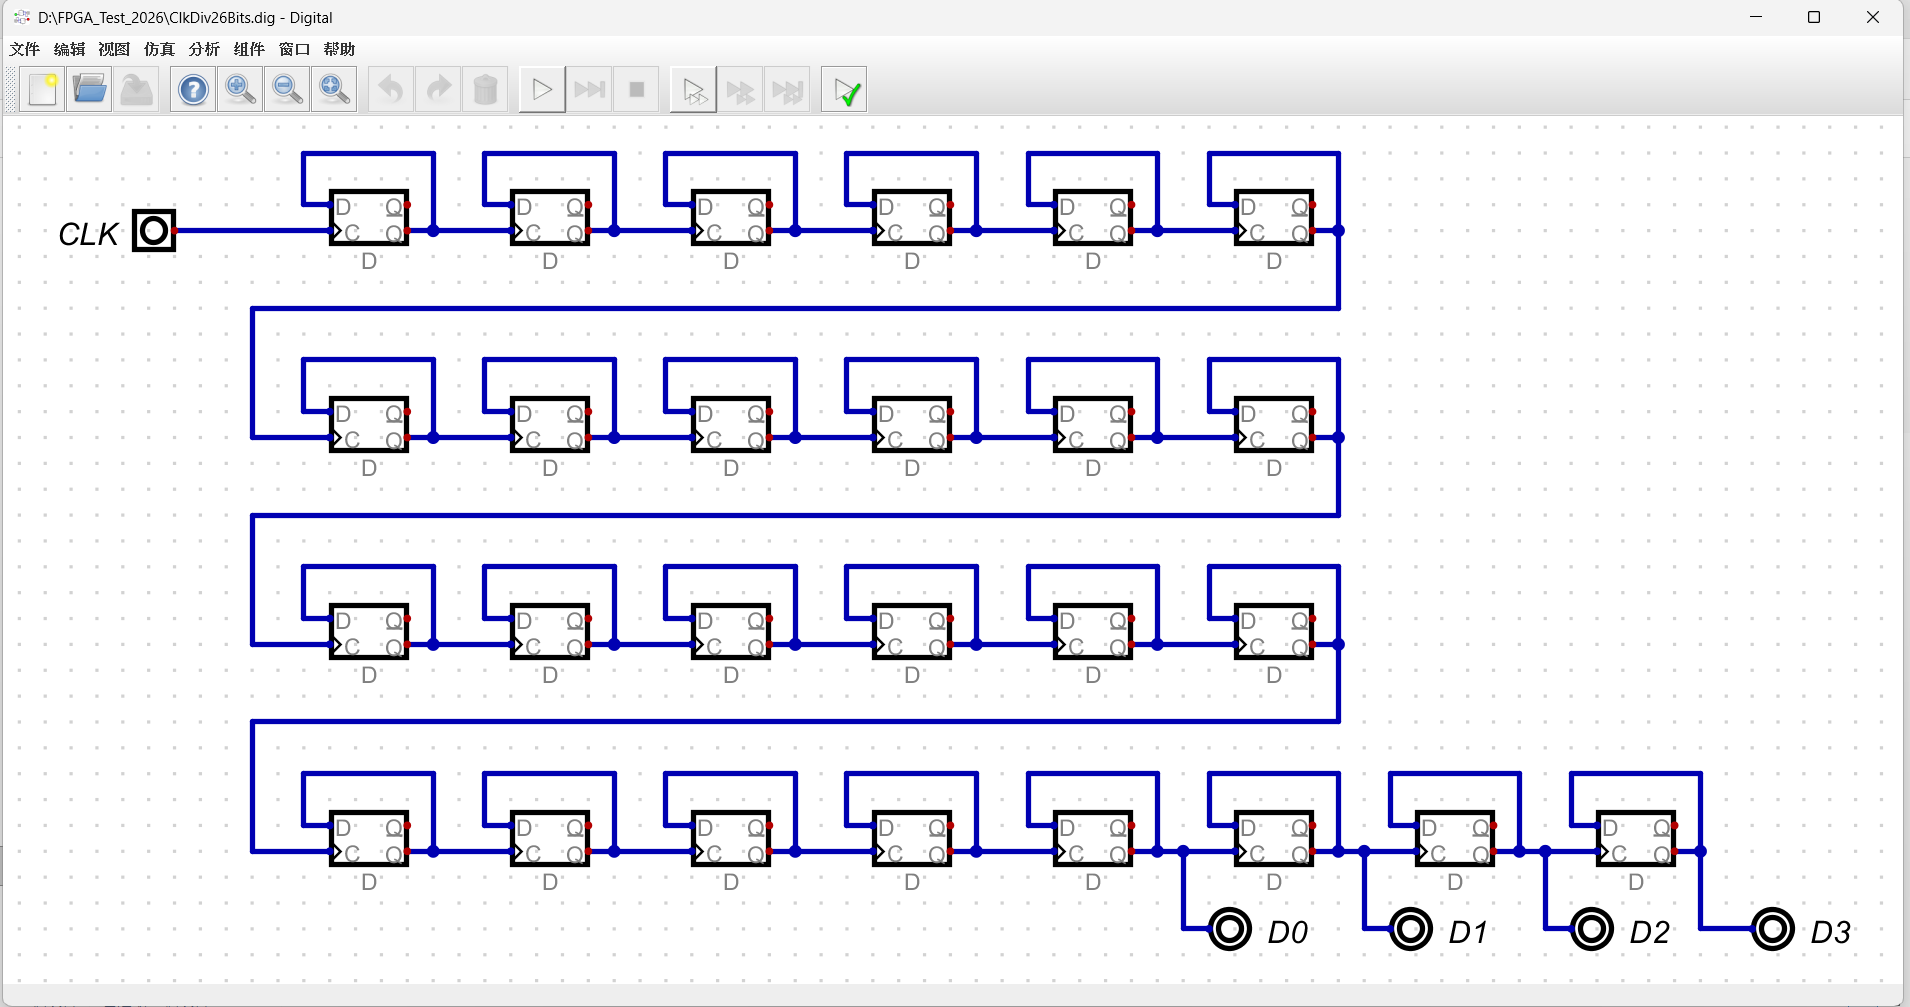 D:\FPGA_Test_2026\ClkDiv26Bits.dig - Digital
文件 编辑 视图 仿真 分析 组件 窗口 帮助
D Q D Q D Q D Q D Q D Q
CLK C Q̅ C Q̅ C Q̅ C Q̅ C Q̅ C Q̅
D D D D D D
D Q D Q D Q D Q D Q D Q
C Q̅ C Q̅ C Q̅ C Q̅ C Q̅ C Q̅
D D D D D D
D Q D Q D Q D Q D Q D Q
C Q̅ C Q̅ C Q̅ C Q̅ C Q̅ C Q̅
D D D D D D
D Q D Q D Q D Q D Q D Q D Q D Q
C Q̅ C Q̅ C Q̅ C Q̅ C Q̅ C Q̅ C Q̅ C Q̅
D D D D D D D D
D0 D1 D2 D3